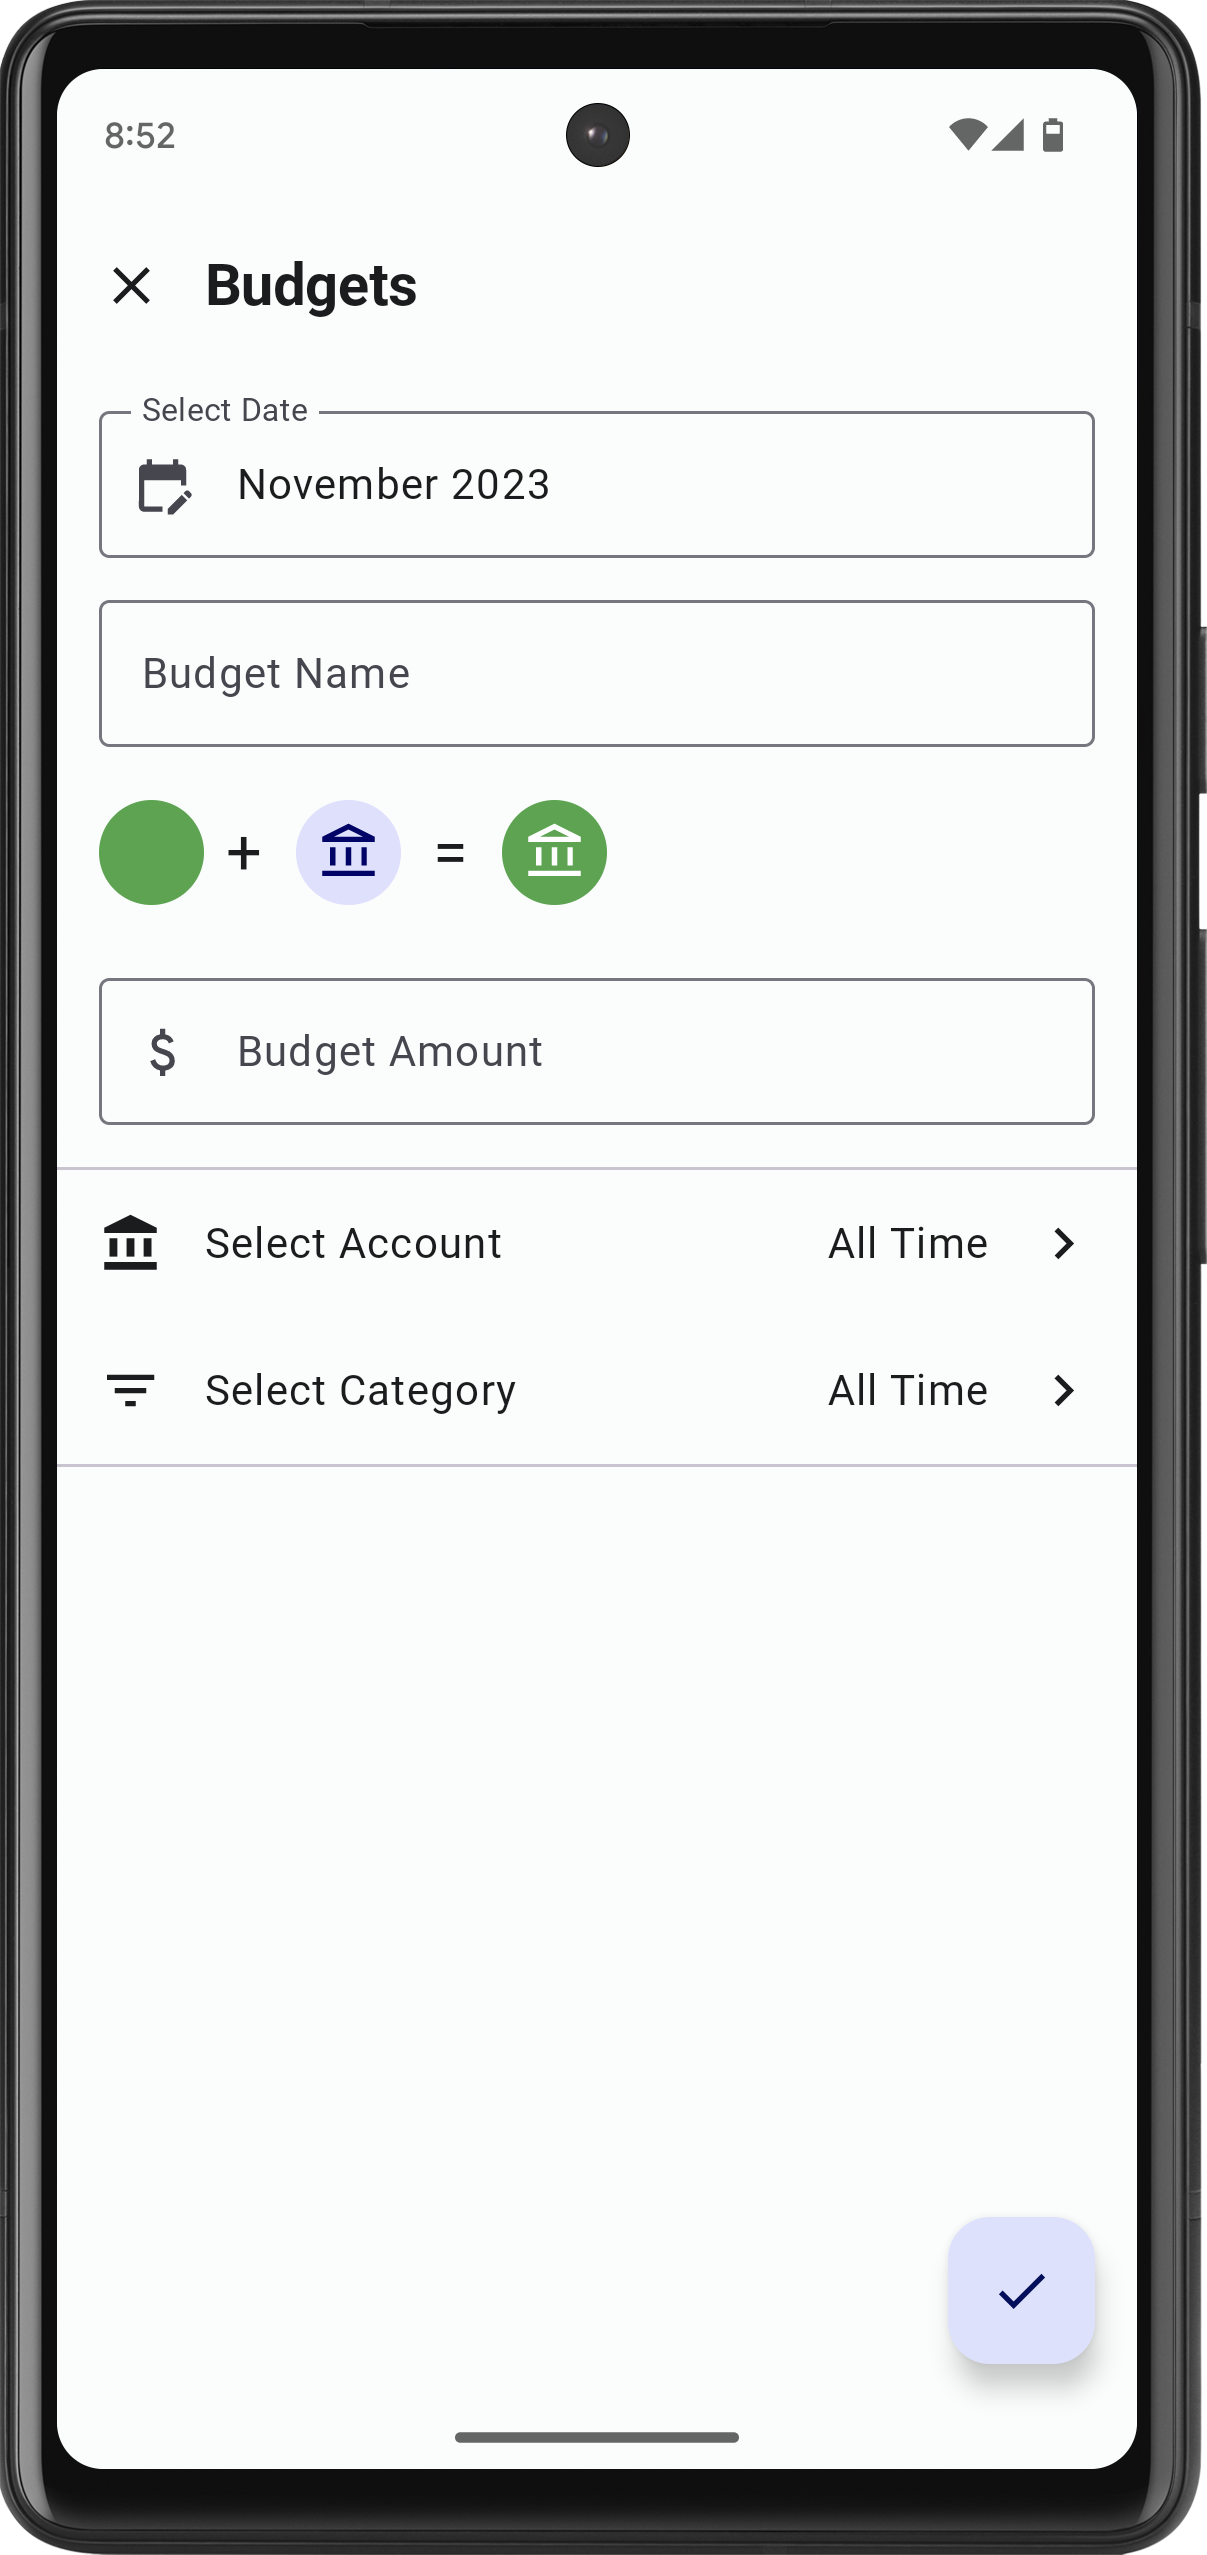 8:52
Budgets
Select Date
November 2023
Budget Name
+ =
$ Budget Amount
Select Account All Time
Select Category All Time